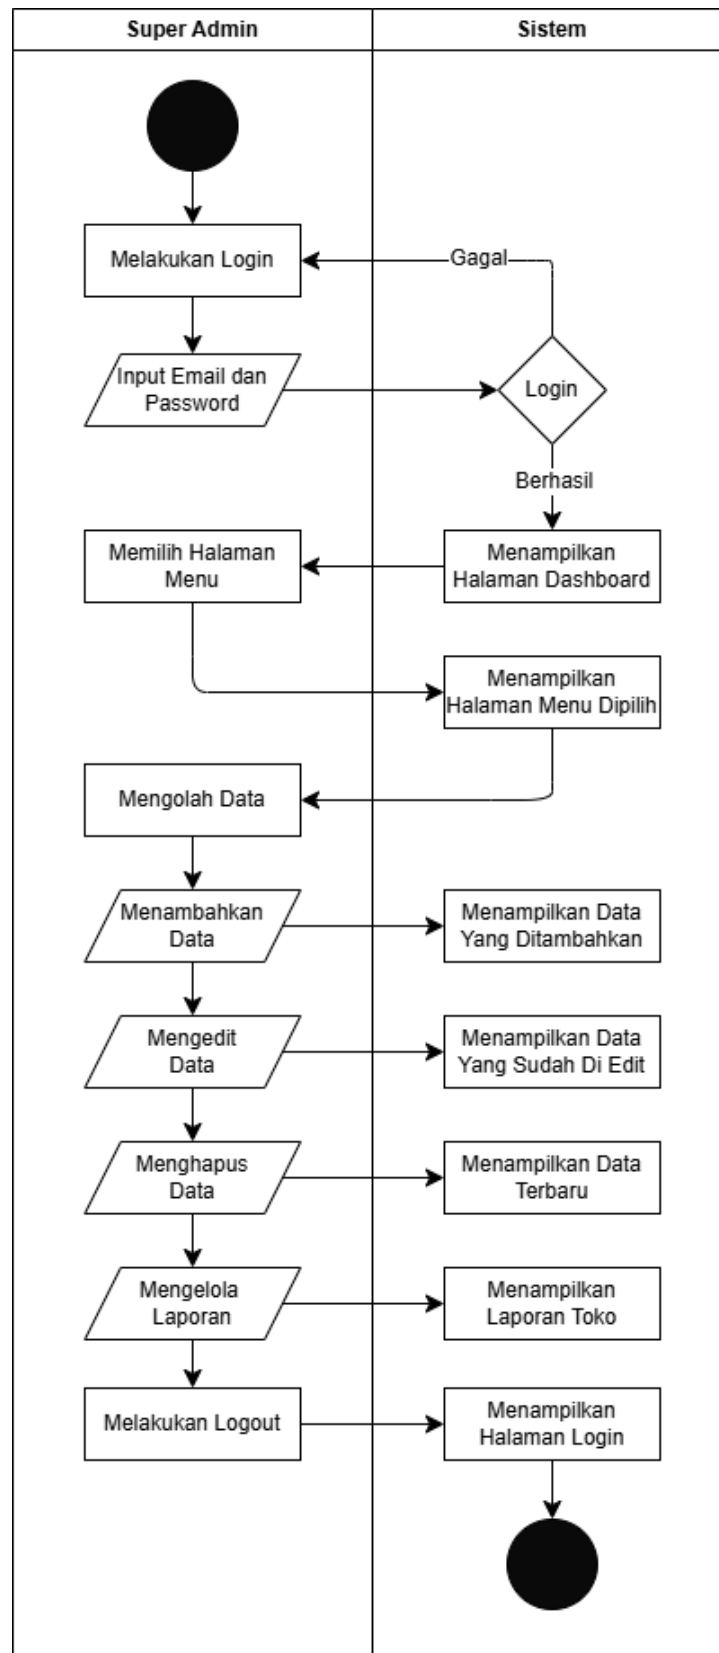 Super Admin
Sistem
Melakukan Login
Gagal
Input Email dan
Password
Login
Berhasil
Memilih Halaman
Menu
Menampilkan
Halaman Dashboard
Menampilkan
Halaman Menu Dipilih
Mengolah Data
Menambahkan
Data
Menampilkan Data
Yang Ditambahkan
Mengedit
Data
Menampilkan Data
Yang Sudah Di Edit
Menghapus
Data
Menampilkan Data
Terbaru
Mengelola
Laporan
Menampilkan
Laporan Toko
Melakukan Logout
Menampilkan
Halaman Login